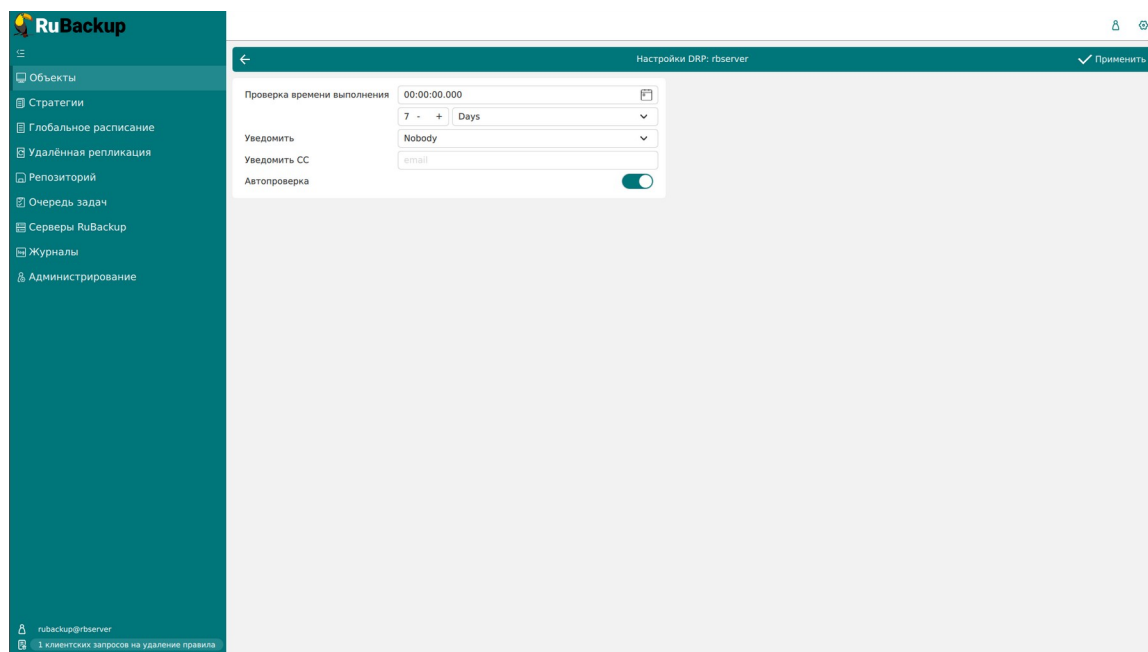 RuBackup
Объекты
Стратегии
Глобальное расписание
Удалённая репликация
Репозиторий
Очередь задач
Серверы RuBackup
Журналы
Администрирование
rubackup@rbserver
1 клиентских запросов на удаление правила
Настройки DRP: rbserver
Применить
Проверка времени выполнения 00:00:00.000
7 - + Days
Уведомить Nobody
Уведомить CC email
Автопроверка